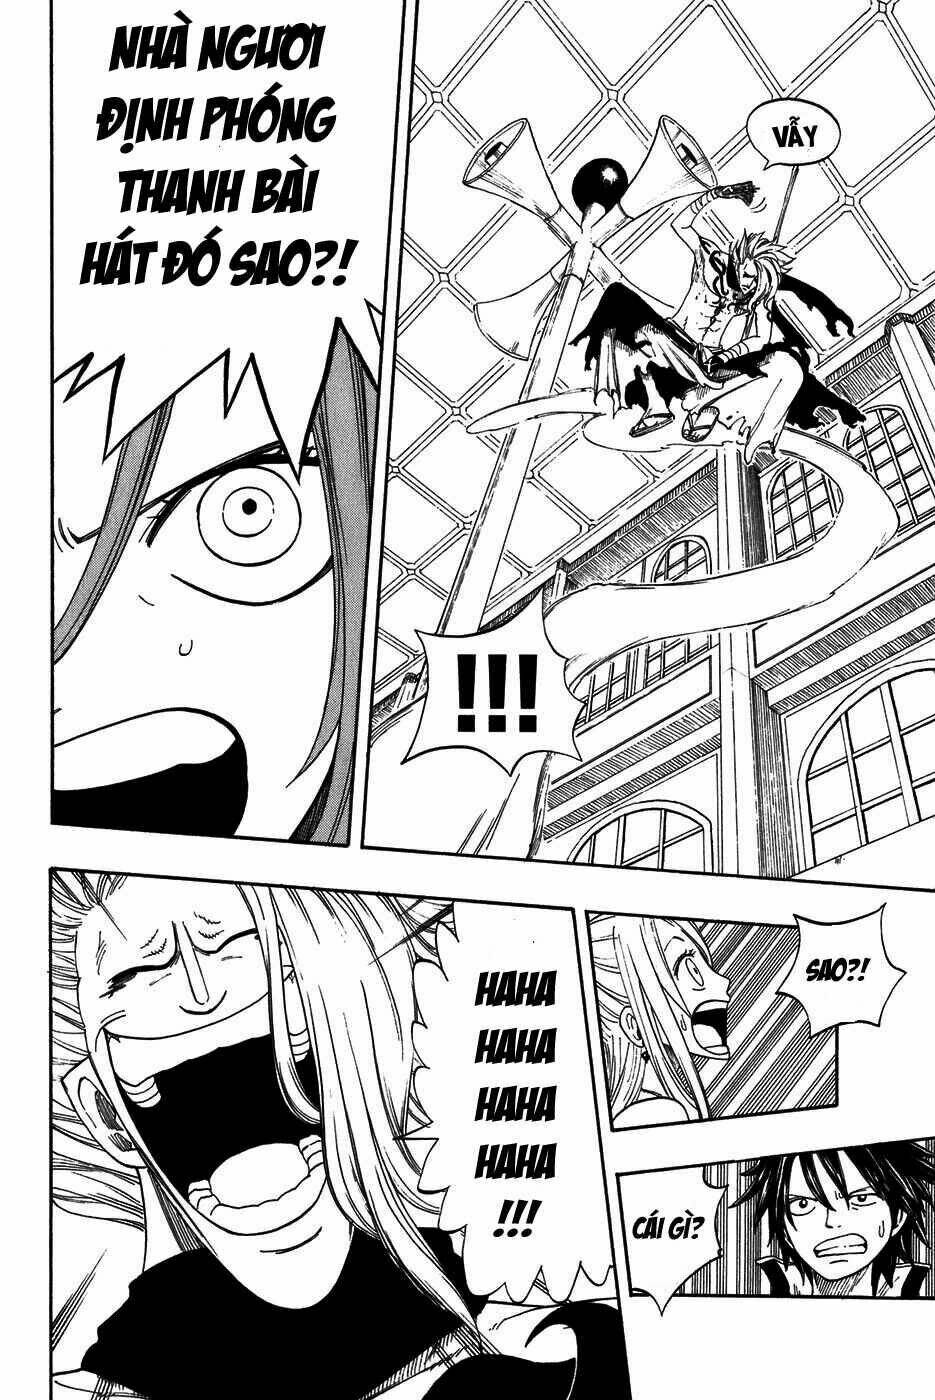 NHÀ NGƯƠI
ĐỊNH PHÓNG
THANH BÀI
HÁT ĐÓ SAO?!
VẪY
!!!
SAO?!
HAHA
HAHA
HAHA
HAHA
!!!
CÁI GÌ?